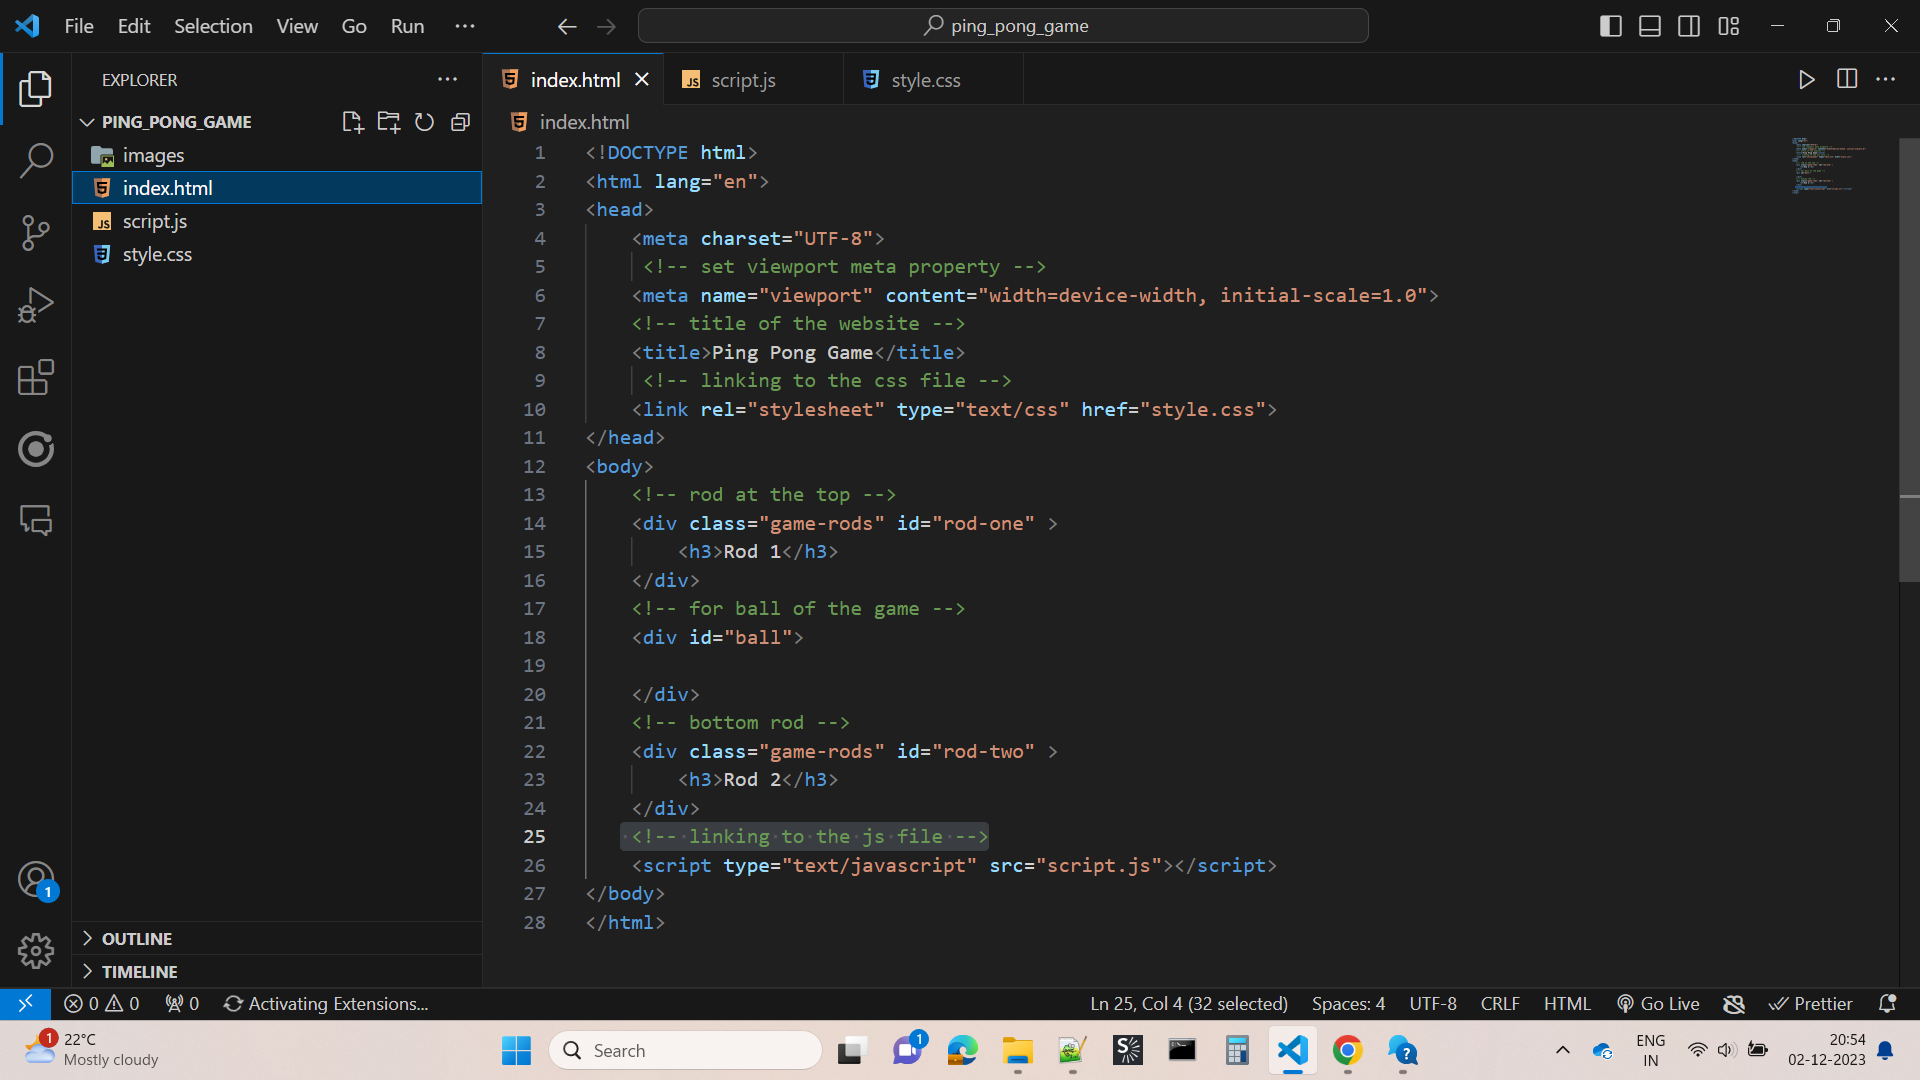 File Edit Selection View Go Run ···
ping_pong_game
EXPLORER ···
PING_PONG_GAME
images
index.html
script.js
style.css
OUTLINE
TIMELINE
index.html script.js style.css
index.html
1 <!DOCTYPE html>
2 <html lang="en">
3 <head>
4 <meta charset="UTF-8">
5 <!-- set viewport meta property -->
6 <meta name="viewport" content="width=device-width, initial-scale=1.0">
7 <!-- title of the website -->
8 <title>Ping Pong Game</title>
9 <!-- linking to the css file -->
10 <link rel="stylesheet" type="text/css" href="style.css">
11 </head>
12 <body>
13 <!-- rod at the top -->
14 <div class="game-rods" id="rod-one" >
15 <h3>Rod 1</h3>
16 </div>
17 <!-- for ball of the game -->
18 <div id="ball">
19
20 </div>
21 <!-- bottom rod -->
22 <div class="game-rods" id="rod-two" >
23 <h3>Rod 2</h3>
24 </div>
25 <!-- linking to the js file -->
26 <script type="text/javascript" src="script.js"></script>
27 </body>
28 </html>
1
0 0 0 Activating Extensions... Ln 25, Col 4 (32 selected) Spaces: 4 UTF-8 CRLF HTML Go Live Prettier
1 22°C
Mostly cloudy
Search
1
ENG
IN
20:54
02-12-2023